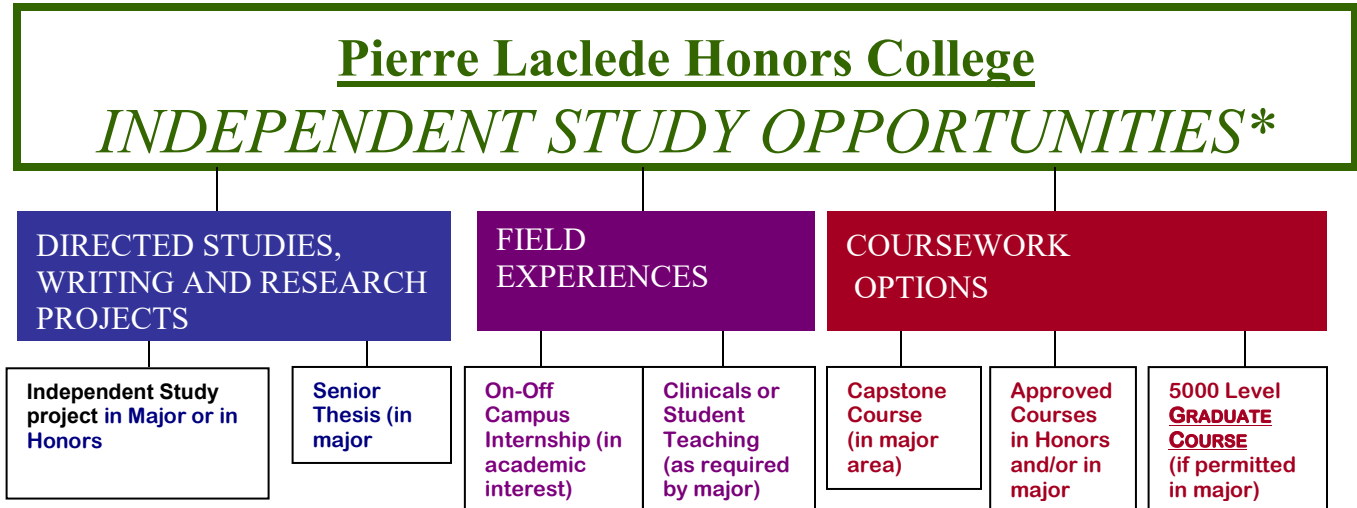 Pierre Laclede Honors College
INDEPENDENT STUDY OPPORTUNITIES*
DIRECTED STUDIES,
WRITING AND RESEARCH
PROJECTS
FIELD
EXPERIENCES
COURSEWORK
OPTIONS
Independent Study
project in Major or in
Honors
Senior
Thesis (in
major
On-Off
Campus
Internship (in
academic
interest)
Clinicals or
Student
Teaching
(as required
by major)
Capstone
Course
(in major
area)
Approved
Courses
in Honors
and/or in
major
5000 Level
GRADUATE
COURSE
(if permitted
in major)